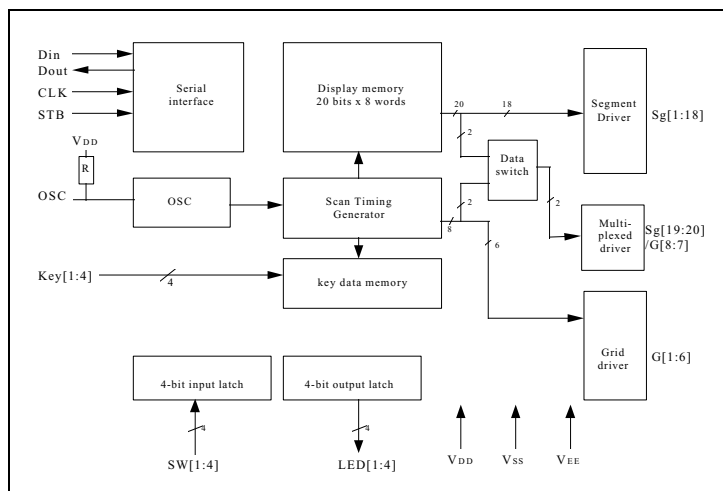 Din
Dout
CLK
STB
Serial
interface
Display memory
20 bits x 8 words
20
18
2
Segment
Driver
Sg[1:18]
VDD
R
OSC
OSC
Scan Timing
Generator
Data
switch
2
8
2
6
Multi-
plexed
driver
Sg[19:20]
/G[8:7]
Key[1:4]
4
key data memory
Grid
driver
G[1:6]
4-bit input latch
4-bit output latch
4
4
SW[1:4]
LED[1:4]
VDD
VSS
VEE